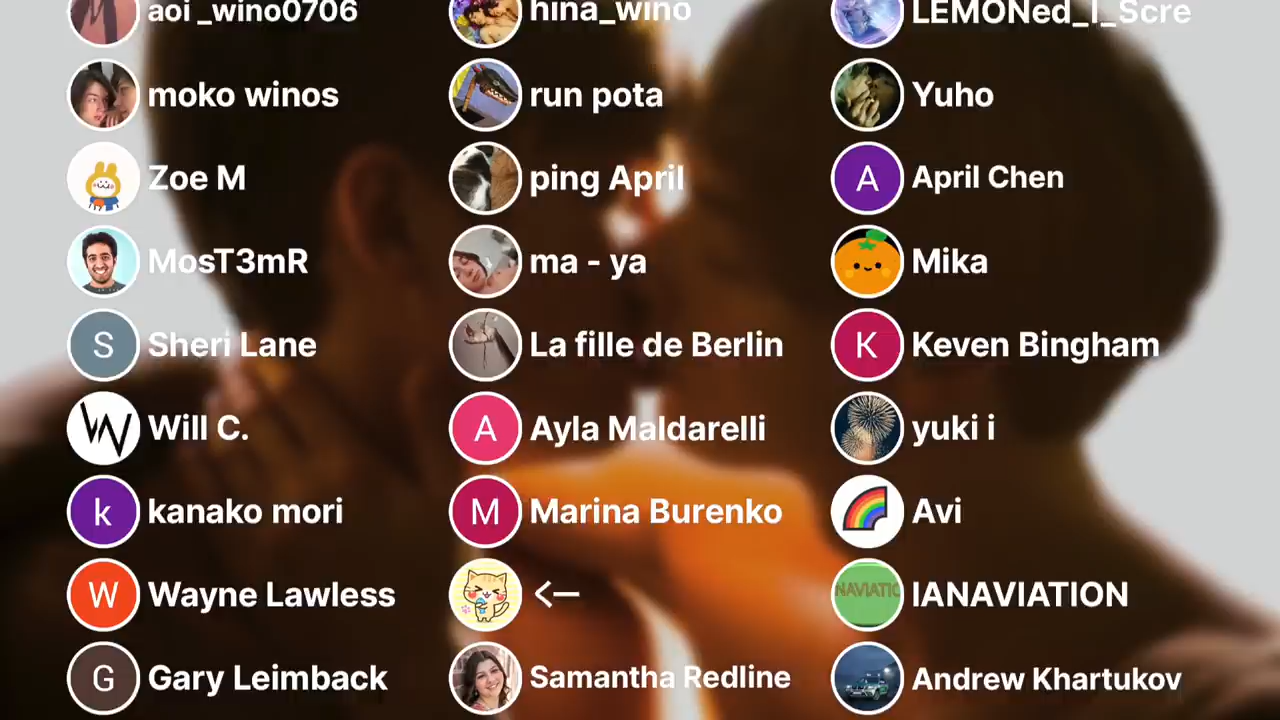 aoi _wino0706
hina_wino
LEMONed_I_Scre
moko winos
run pota
Yuho
Zoe M
ping April
A
April Chen
MosT3mR
ma - ya
Mika
S
Sheri Lane
La fille de Berlin
K
Keven Bingham
W
Will C.
A
Ayla Maldarelli
yuki i
k
kanako mori
M
Marina Burenko
Avi
W
Wayne Lawless
<-
NAVIATIO
IANAVIATION
G
Gary Leimback
Samantha Redline
Andrew Khartukov